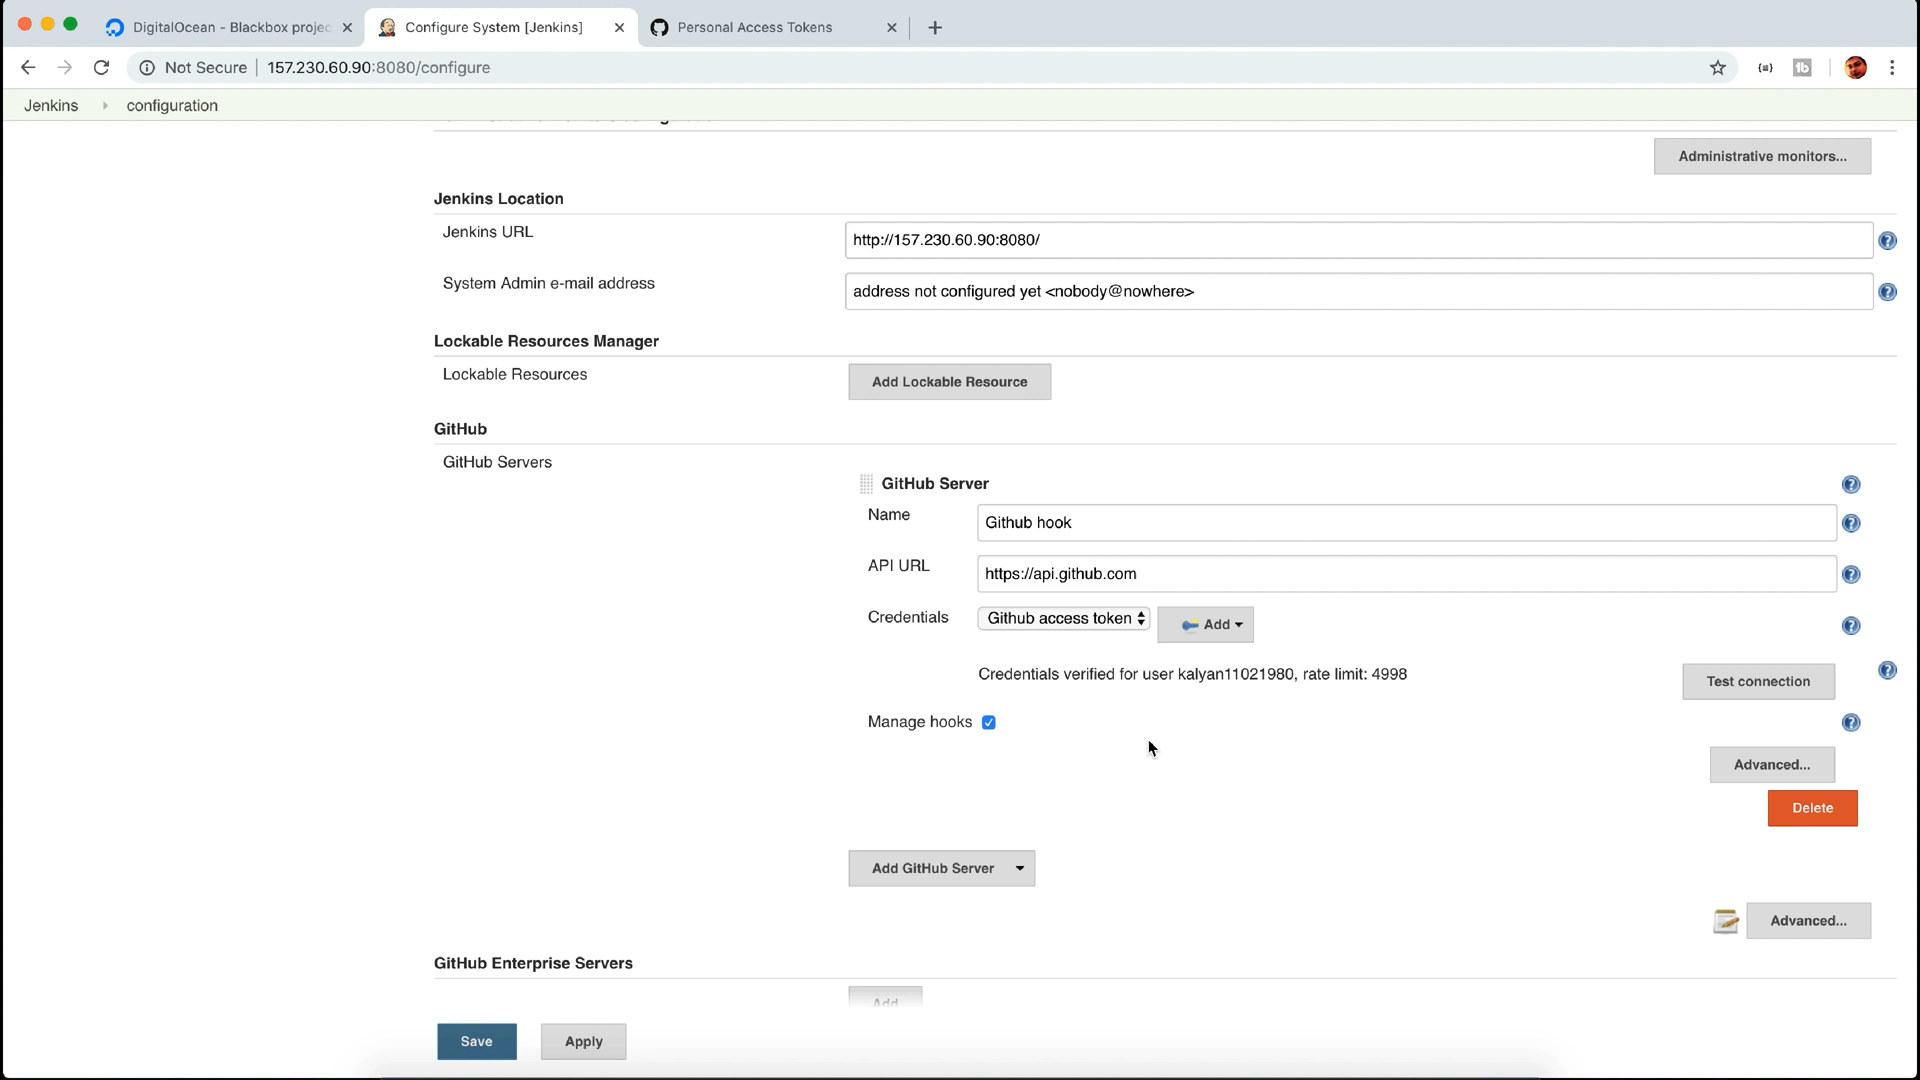 DigitalOcean - Blackbox projec
Configure System [Jenkins]
Personal Access Tokens
Not Secure
157.230.60.90:8080/configure
Jenkins
configuration
Administrative monitors...
Jenkins Location
Jenkins URL
http://157.230.60.90:8080/
System Admin e-mail address
address not configured yet <nobody@nowhere>
Lockable Resources Manager
Lockable Resources
Add Lockable Resource
GitHub
GitHub Servers
GitHub Server
Name
Github hook
API URL
https://api.github.com
Credentials
Github access token
Add
Credentials verified for user kalyan11021980, rate limit: 4998
Test connection
Manage hooks
Advanced...
Delete
Add GitHub Server
Advanced...
GitHub Enterprise Servers
Add
Save
Apply